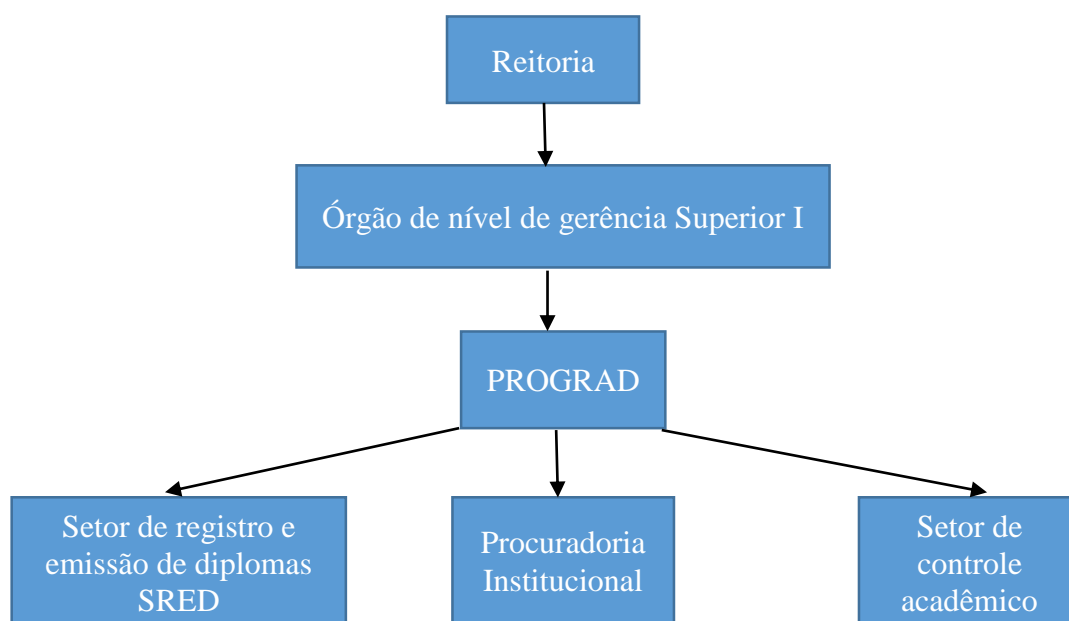 Reitoria
Órgão de nível de gerência Superior I
PROGRAD
Setor de registro e
emissão de diplomas
SRED
Procuradoria
Institucional
Setor de
controle
acadêmico